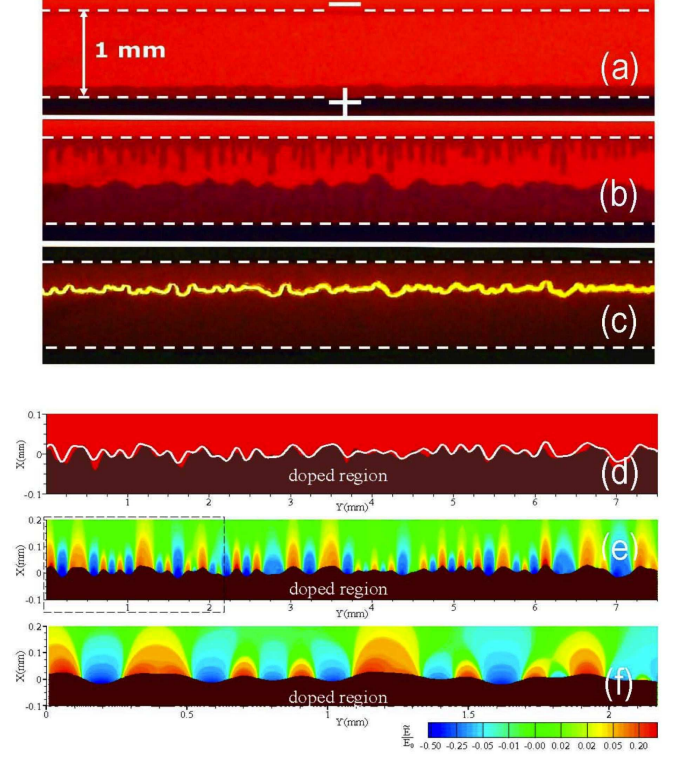 1 mm
(a)
(b)
(c)
0.1
X(mm)
0
-0.1
doped region
(d)
1 2 3 4 5 6 7
Y(mm)
0.2
0.1
X(mm)
0
-0.1
doped region
(e)
1 2 3 4 5 6 7
Y(mm)
0.2
0.1
X(mm)
0
-0.1
doped region
(f)
0 0.5 1 1.5 2
Y(mm)
-0.50 -0.25 -0.05 -0.01 -0.00 0.02 0.02 0.05 0.20